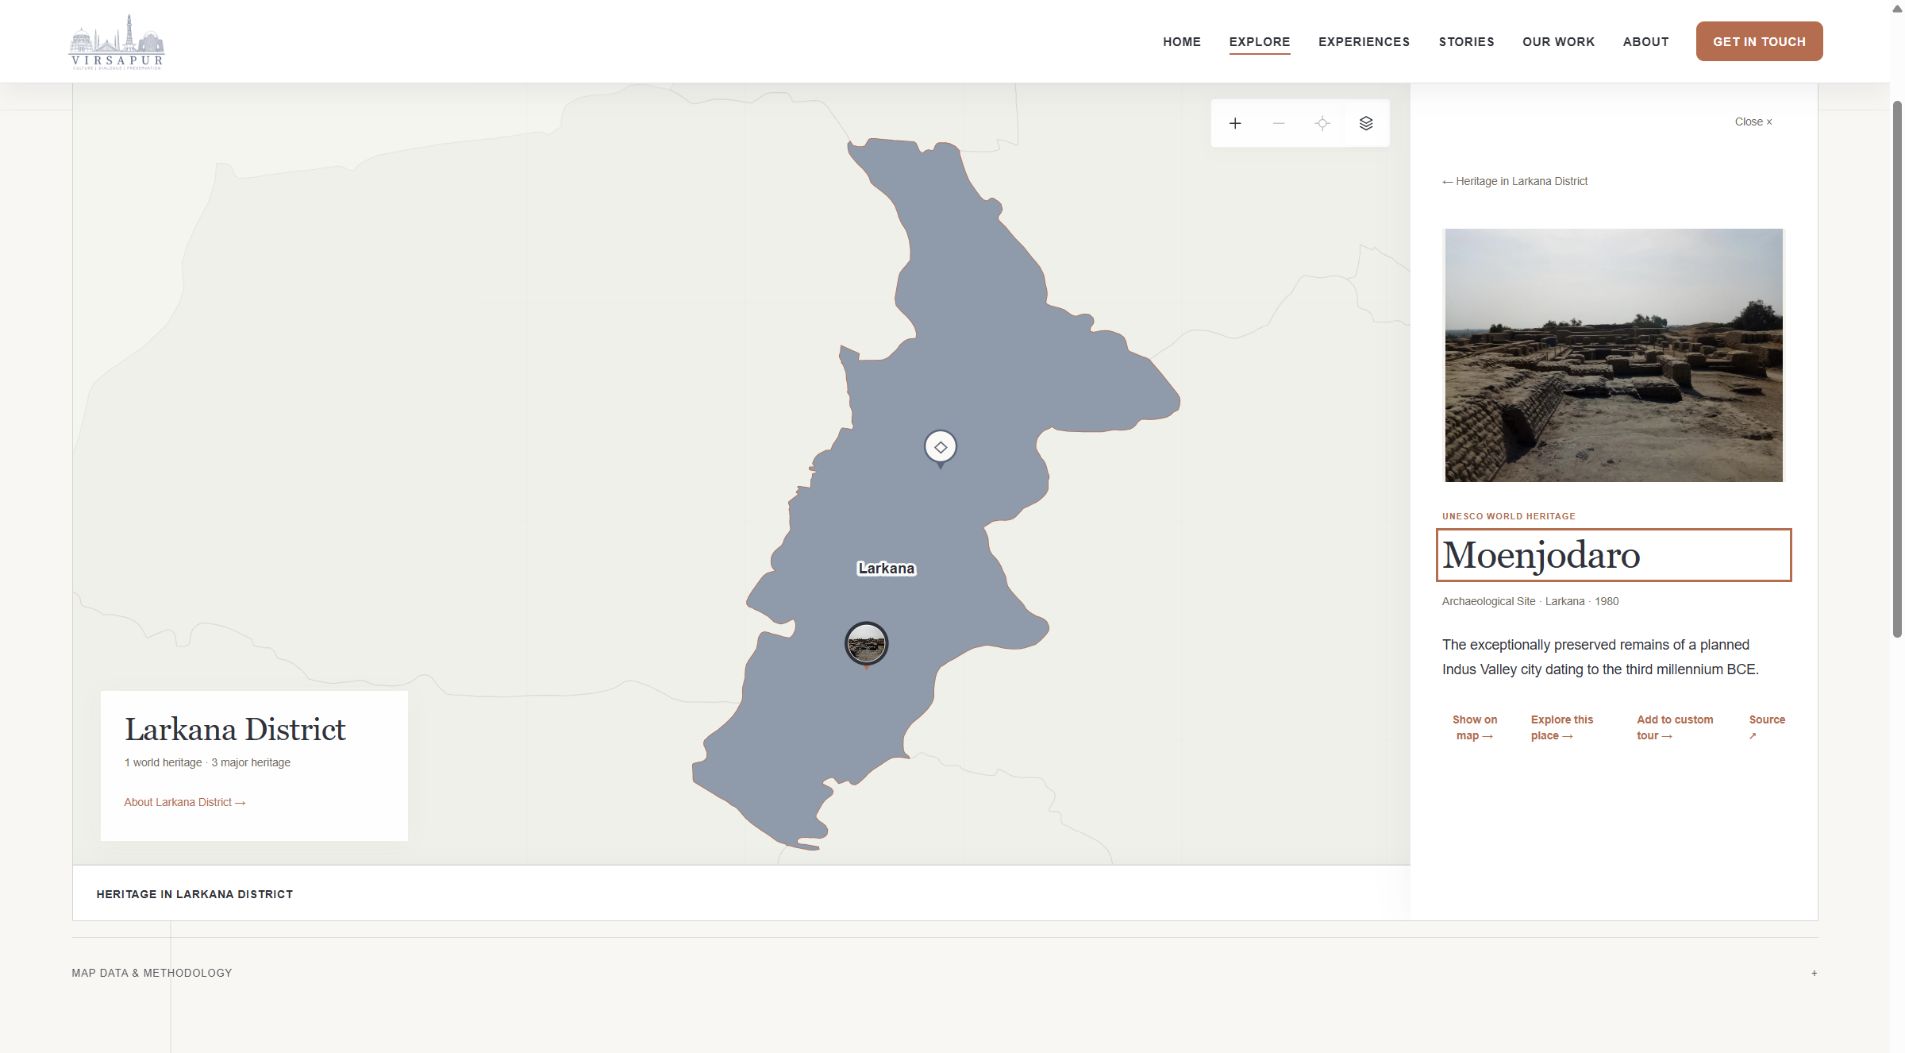 VIRSAPUR
CULTURE | DIALOGUE | PRESERVATION
HOME
EXPLORE
EXPERIENCES
STORIES
OUR WORK
ABOUT
GET IN TOUCH
Close ×
← Heritage in Larkana District
UNESCO WORLD HERITAGE
Moenjodaro
Archaeological Site · Larkana · 1980
The exceptionally preserved remains of a planned
Indus Valley city dating to the third millennium BCE.
Show on
map →
Explore this
place →
Add to custom
tour →
Source
↗
Larkana
Larkana District
1 world heritage · 3 major heritage
About Larkana District →
HERITAGE IN LARKANA DISTRICT
MAP DATA & METHODOLOGY
+